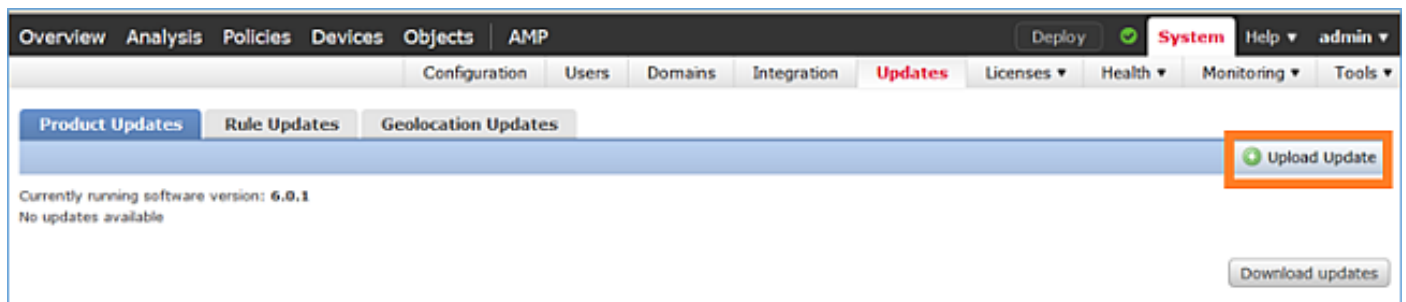 Overview Analysis Policies Devices Objects AMP Deploy System Help ▾ admin ▾
Configuration Users Domains Integration Updates Licenses ▾ Health ▾ Monitoring ▾ Tools ▾
Product Updates Rule Updates Geolocation Updates
Upload Update
Currently running software version: 6.0.1
No updates available
Download updates